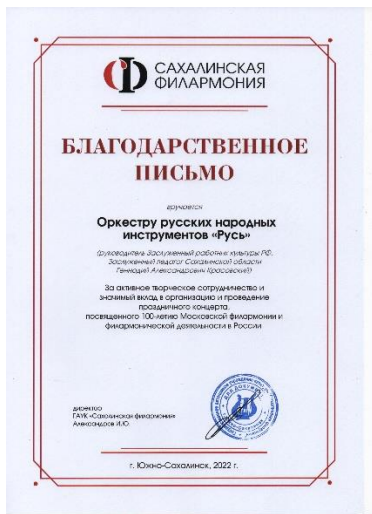 САХАЛИНСКАЯ
ФИЛАРМОНИЯ
БЛАГОДАРСТВЕННОЕ
ПИСЬМО
вручается
Оркестру русских народных
инструментов «Русь»
(руководитель Заслуженный работник культуры РФ,
Заслуженный педагог Сахалинской области
Геннадий Александрович Красовский)
За активное творческое сотрудничество и
значимый вклад в организацию и проведение
праздничного концерта,
посвященного 100-летию Московской филармонии и
филармонической деятельности в России
директор
ГАУК «Сахалинская филармония»
Александров И.Ю.
г. Южно-Сахалинск, 2022 г.